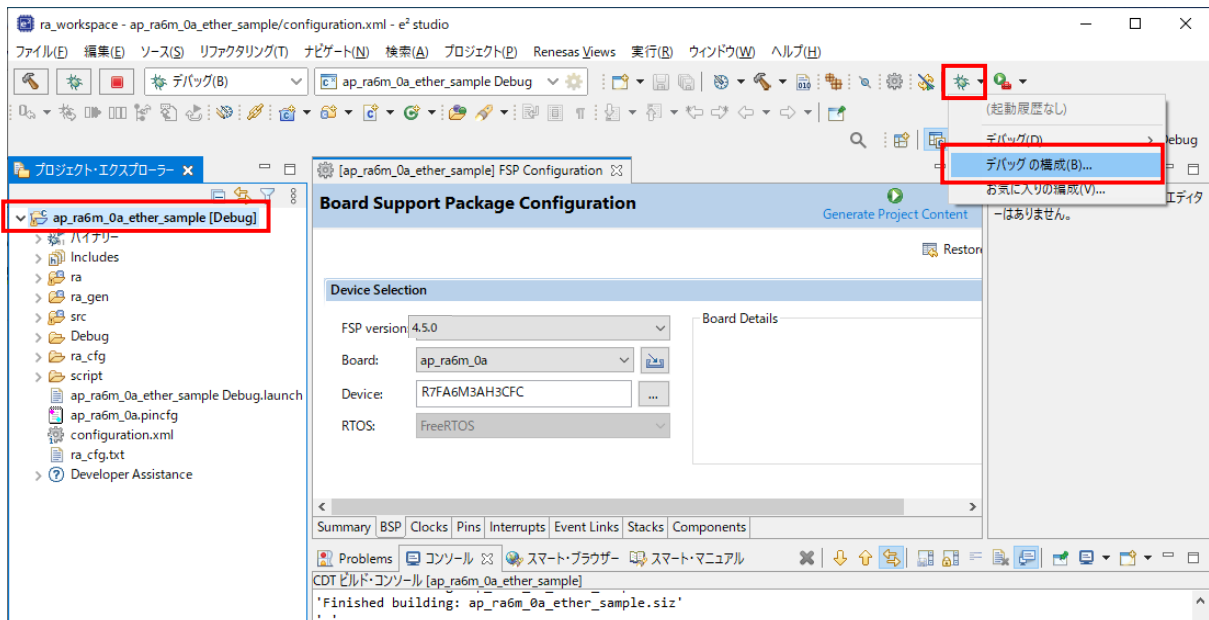 ra_workspace - ap_ra6m_0a_ether_sample/configuration.xml - e² studio
ファイル(F) 編集(E) ソース(S) リファクタリング(T) ナビゲート(N) 検索(A) プロジェクト(P) Renesas Views 実行(R) ウィンドウ(W) ヘルプ(H)
デバッグ(B) ap_ra6m_0a_ether_sample Debug
(起動履歴なし)
デバッグ(D)
Debug
デバッグの構成(B)...
お気に入りの編成(V)...
プロジェクト・エクスプローラー
[ap_ra6m_0a_ether_sample] FSP Configuration
エディタ
ーはありません。
ap_ra6m_0a_ether_sample [Debug]
バイナリー
Includes
ra
ra_gen
src
Debug
ra_cfg
script
ap_ra6m_0a_ether_sample Debug.launch
ap_ra6m_0a.pincfg
configuration.xml
ra_cfg.txt
Developer Assistance
Board Support Package Configuration
Generate Project Content
Restore
Device Selection
FSP version: 4.5.0
Board: ap_ra6m_0a
Device: R7FA6M3AH3CFC ...
RTOS: FreeRTOS
Board Details
Summary BSP Clocks Pins Interrupts Event Links Stacks Components
Problems コンソール スマート・ブラウザー スマート・マニュアル
CDT ビルド・コンソール [ap_ra6m_0a_ether_sample]
'Finished building: ap_ra6m_0a_ether_sample.siz'